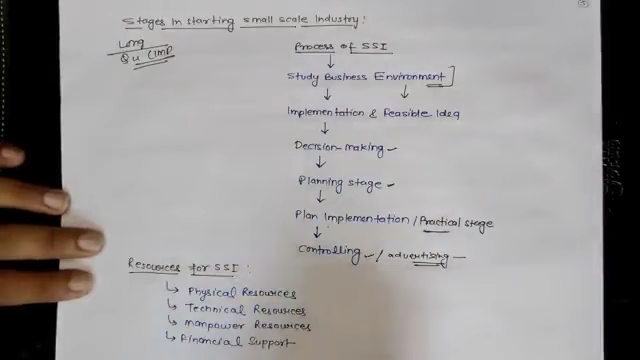 Stages in starting small scale Industry:
Long
Qu (IMP)
Process of SSI
Study Business Environment
Implementation & Feasible Idea
Decision-making
Planning stage
Plan Implementation / Practical stage
Controlling / advertising
Resources for SSI:
Physical Resources
Technical Resources
manpower Resources
Financial Support